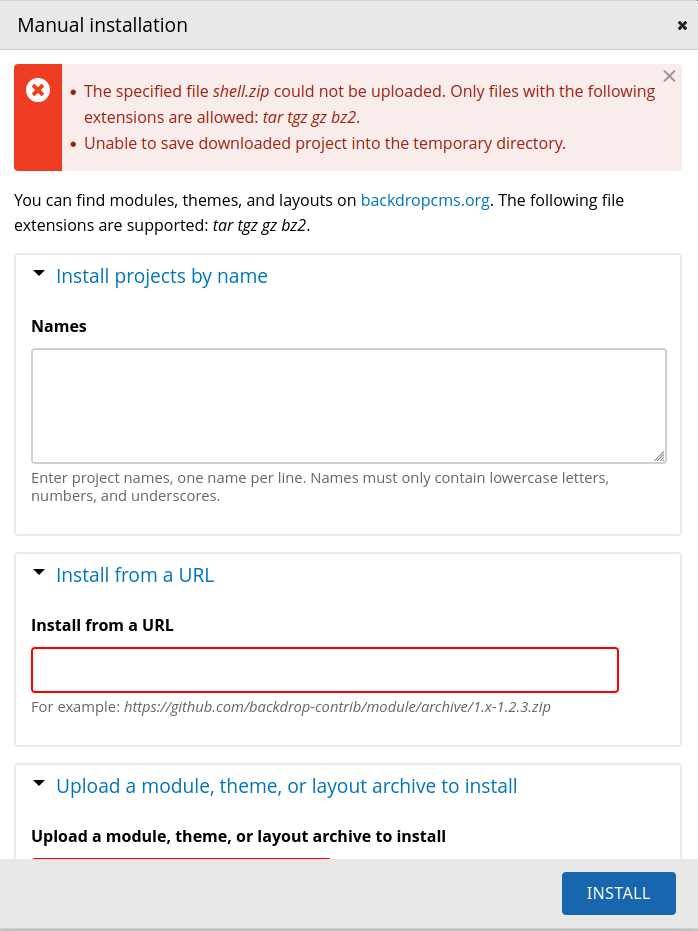 Manual installation
The specified file shell.zip could not be uploaded. Only files with the following
extensions are allowed: tar tgz gz bz2.
Unable to save downloaded project into the temporary directory.
You can find modules, themes, and layouts on backdropcms.org. The following file
extensions are supported: tar tgz gz bz2.
Install projects by name
Names
Enter project names, one name per line. Names must only contain lowercase letters,
numbers, and underscores.
Install from a URL
Install from a URL
For example: https://github.com/backdrop-contrib/module/archive/1.x-1.2.3.zip
Upload a module, theme, or layout archive to install
Upload a module, theme, or layout archive to install
INSTALL